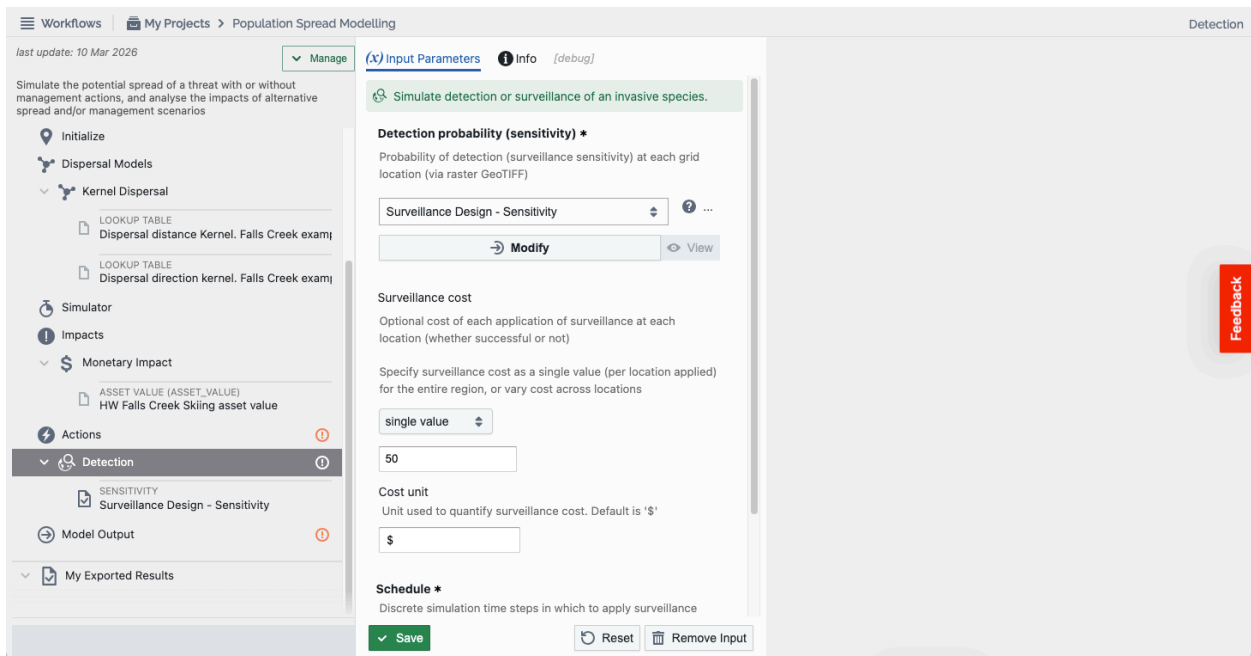 Workflows
My Projects > Population Spread Modelling
Detection
last update: 10 Mar 2026
Manage
Simulate the potential spread of a threat with or without
management actions, and analyse the impacts of alternative
spread and/or management scenarios
Initialize
Dispersal Models
Kernel Dispersal
LOOKUP TABLE
Dispersal distance Kernel. Falls Creek examp
LOOKUP TABLE
Dispersal direction kernel. Falls Creek examp
Simulator
Impacts
Monetary Impact
ASSET VALUE (ASSET_VALUE)
HW Falls Creek Skiing asset value
Actions
Detection
SENSITIVITY
Surveillance Design - Sensitivity
Model Output
My Exported Results
(x) Input Parameters
Info
[debug]
Simulate detection or surveillance of an invasive species.
Detection probability (sensitivity) *
Probability of detection (surveillance sensitivity) at each grid
location (via raster GeoTIFF)
Surveillance Design - Sensitivity
...
Modify
View
Surveillance cost
Optional cost of each application of surveillance at each
location (whether successful or not)
Specify surveillance cost as a single value (per location applied)
for the entire region, or vary cost across locations
single value
50
Cost unit
Unit used to quantify surveillance cost. Default is '$'
$
Schedule *
Discrete simulation time steps in which to apply surveillance
Save
Reset
Remove Input
Feedback